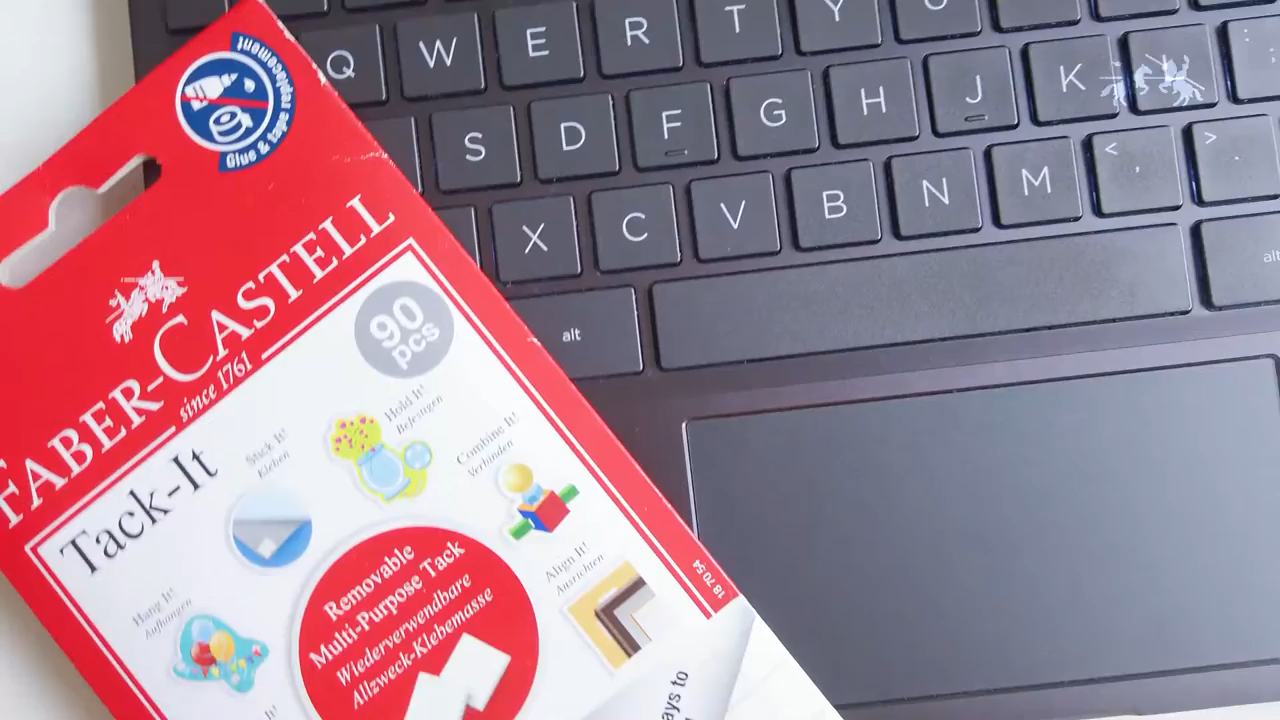 Glue & tape replacement
FABER-CASTELL
since 1761
90
pcs
Tack-It
Stick It!
Kleben
Hold It!
Befestigen
Combine It!
Verbinden
Align It!
Ausrichten
Hang It!
Aufhängen
It!
Removable
Multi-Purpose Tack
Wiederverwendbare
Allzweck-Klebemasse
18 70 54
ays to
Q W E R T Y
S D F G H J K
X C V B N M < , > .
alt
alt